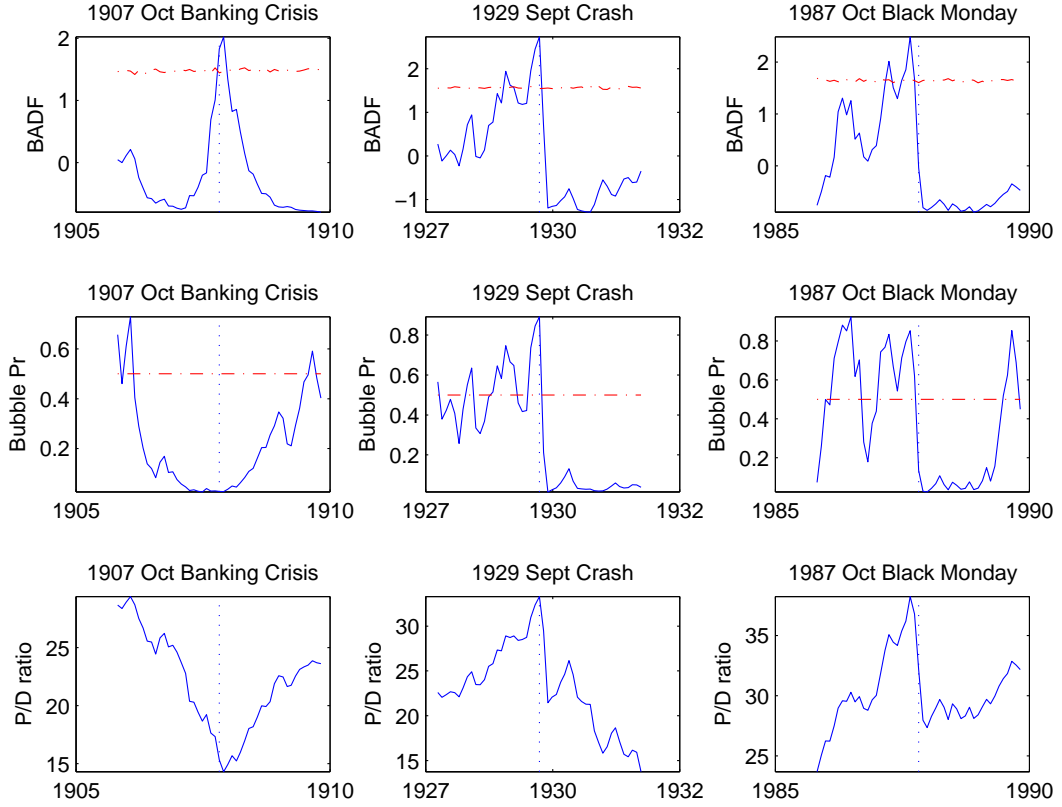 1907 Oct Banking Crisis
1929 Sept Crash
1987 Oct Black Monday
BADF
2
1
0
1905
1910
BADF
2
1
0
−1
1927
1930
1932
BADF
2
1
0
1985
1990
1907 Oct Banking Crisis
1929 Sept Crash
1987 Oct Black Monday
Bubble Pr
0.6
0.4
0.2
1905
1910
Bubble Pr
0.8
0.6
0.4
0.2
1927
1930
1932
Bubble Pr
0.8
0.6
0.4
0.2
1985
1990
1907 Oct Banking Crisis
1929 Sept Crash
1987 Oct Black Monday
P/D ratio
25
20
15
1905
1910
P/D ratio
30
25
20
15
1927
1930
1932
P/D ratio
35
30
25
1985
1990